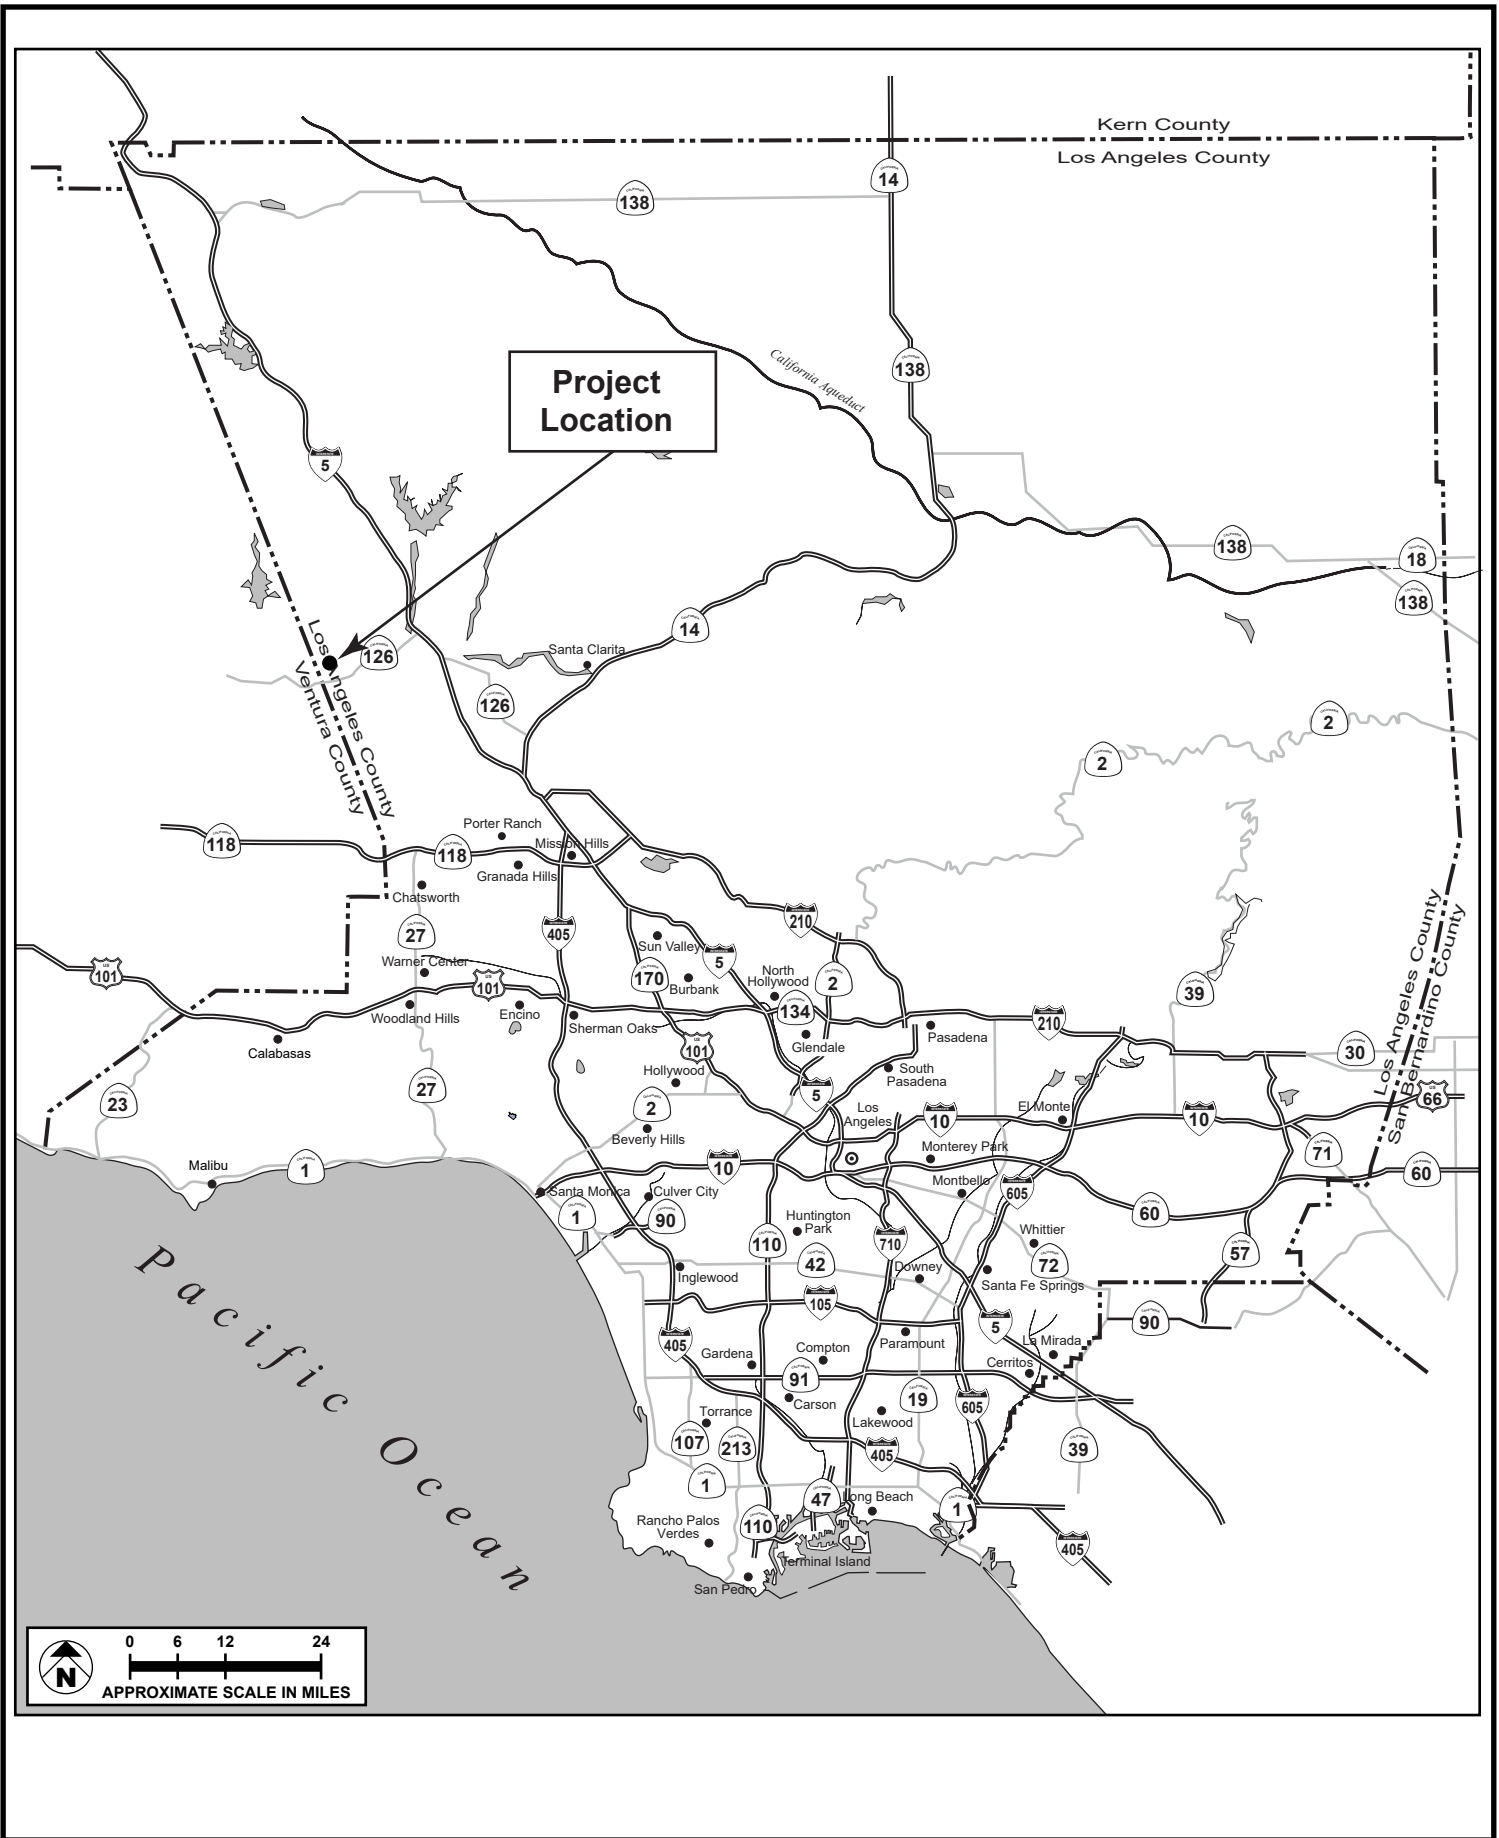 Kern County
Los Angeles County
14
138
138
California Aqueduct
Project
Location
5
138
18
138
14
126
Santa Clarita
126
Los Angeles County
Ventura County
2
2
118
118
Porter Ranch
Mission Hills
Granada Hills
Chatsworth
27
405
210
Sun Valley
5
170
Burbank
North
Hollywood
2
Warner Center
US
101
US
101
Woodland Hills
Encino
Sherman Oaks
134
Glendale
Pasadena
210
39
Los Angeles County
San Bernardino County
30
US
66
Calabasas
US
101
Hollywood
South
Pasadena
23
27
2
5
Beverly Hills
Los
Angeles
10
El Monte
10
71
60
Malibu
1
10
Monterey Park
Montbello
605
60
Santa Monica
Culver City
1
90
Huntington
Park
110
710
Whittier
72
57
42
Inglewood
Downey
Santa Fe Springs
105
5
90
405
Paramount
La Mirada
Gardena
Compton
Cerritos
91
Carson
19
605
Torrance
Lakewood
107
213
405
39
1
47
Long Beach
1
Rancho Palos
Verdes
110
405
Terminal Island
San Pedro
Pacific Ocean
N
0 6 12 24
APPROXIMATE SCALE IN MILES